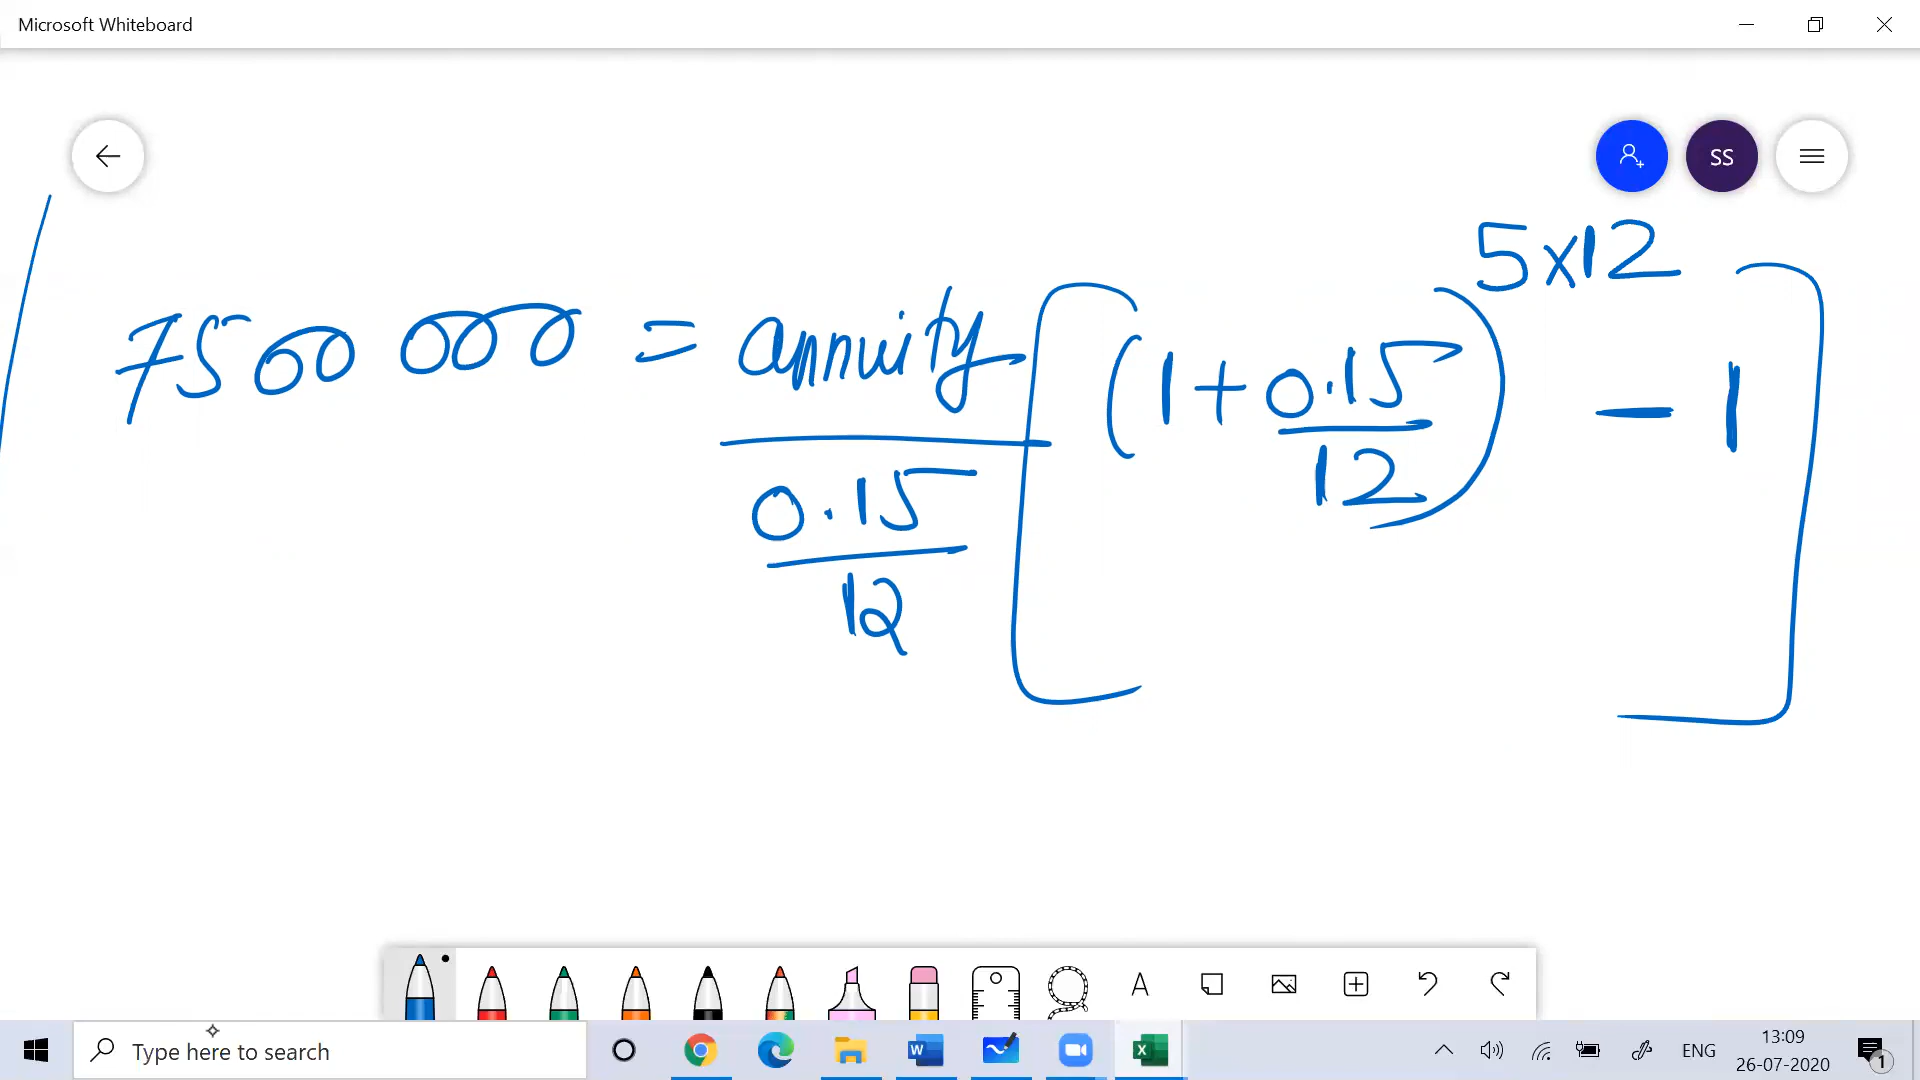 Microsoft Whiteboard
SS
5x12
7500 000 = annuity [ (1 + 0.15 - 1 ]
12
0.15
12
A
Type here to search
ENG
13:09
26-07-2020
1